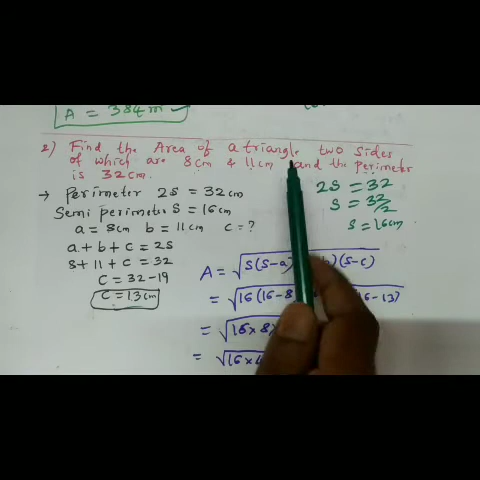 A = 384m
2) Find the Area of a triangle two sides
of which are 8cm & 11cm and the perimeter
is 32cm.
→ Perimeter 2S = 32cm
Semi perimeter S = 16cm
a = 8cm b = 11cm c = ?
a + b + c = 2S
8 + 11 + c = 32
C = 32 - 19
C = 13cm
2S = 32
S = 32/2
S = 16cm
A = √S(S-a) b)(S-c)
= √16(16-8 16-13)
= √16×8×
= √16×4